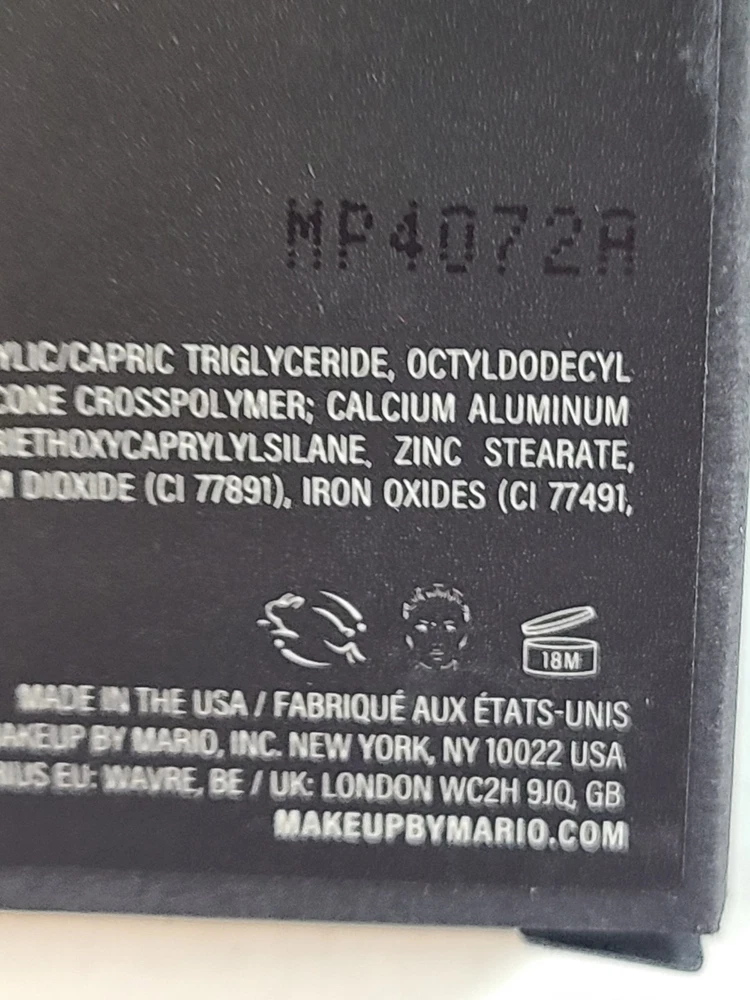 MP4072A
YLIC/CAPRIC TRIGLYCERIDE, OCTYLDODECYL
CONE CROSSPOLYMER; CALCIUM ALUMINUM
RIETHOXYCAPRYLYLSILANE, ZINC STEARATE,
M DIOXIDE (CI 77891), IRON OXIDES (CI 77491,
18M
MADE IN THE USA / FABRIQUÉ AUX ÉTATS-UNIS
AKEUP BY MARIO, INC. NEW YORK, NY 10022 USA
RIUS EU: WAVRE, BE / UK: LONDON WC2H 9JQ, GB
MAKEUPBYMARIO.COM